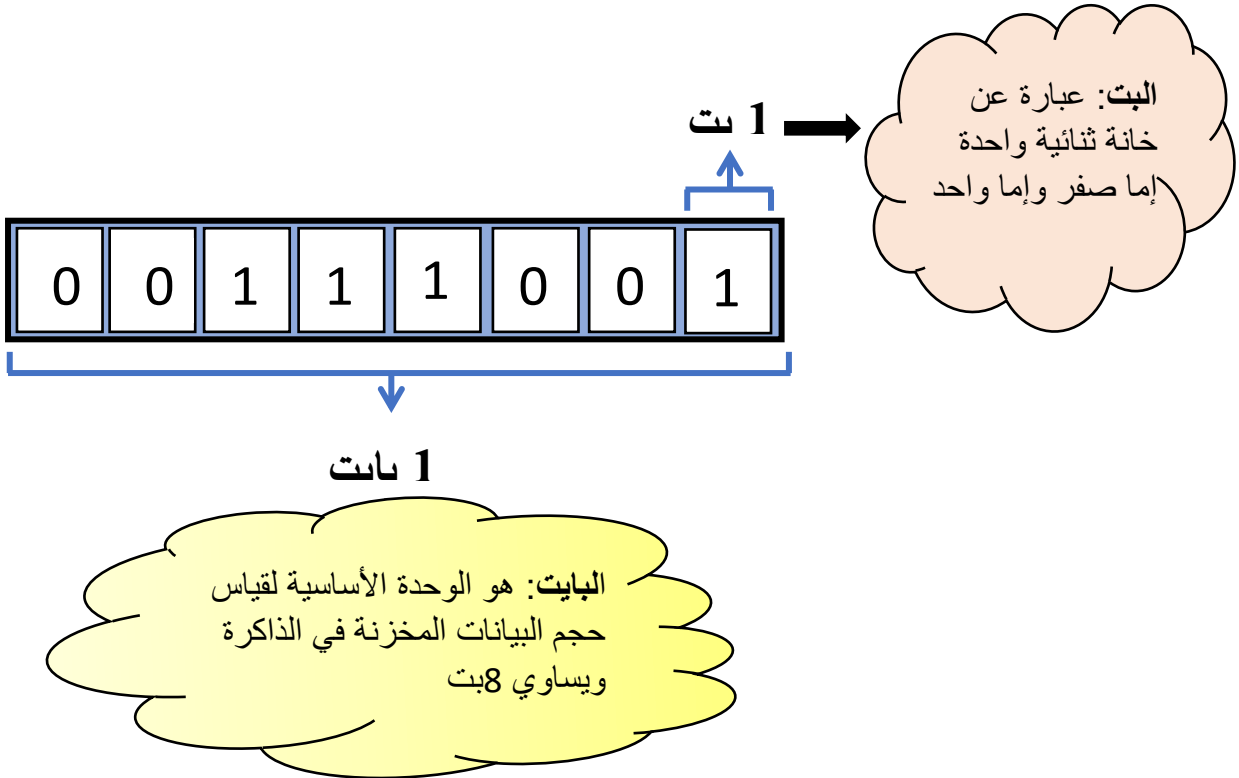 البت: عبارة عن
خانة ثنائية واحدة
إما صفر وإما واحد
1 بت
0 0 1 1 1 0 0 1
1 بايت
البايت: هو الوحدة الأساسية لقياس
حجم البيانات المخزنة في الذاكرة
ويساوي 8بت